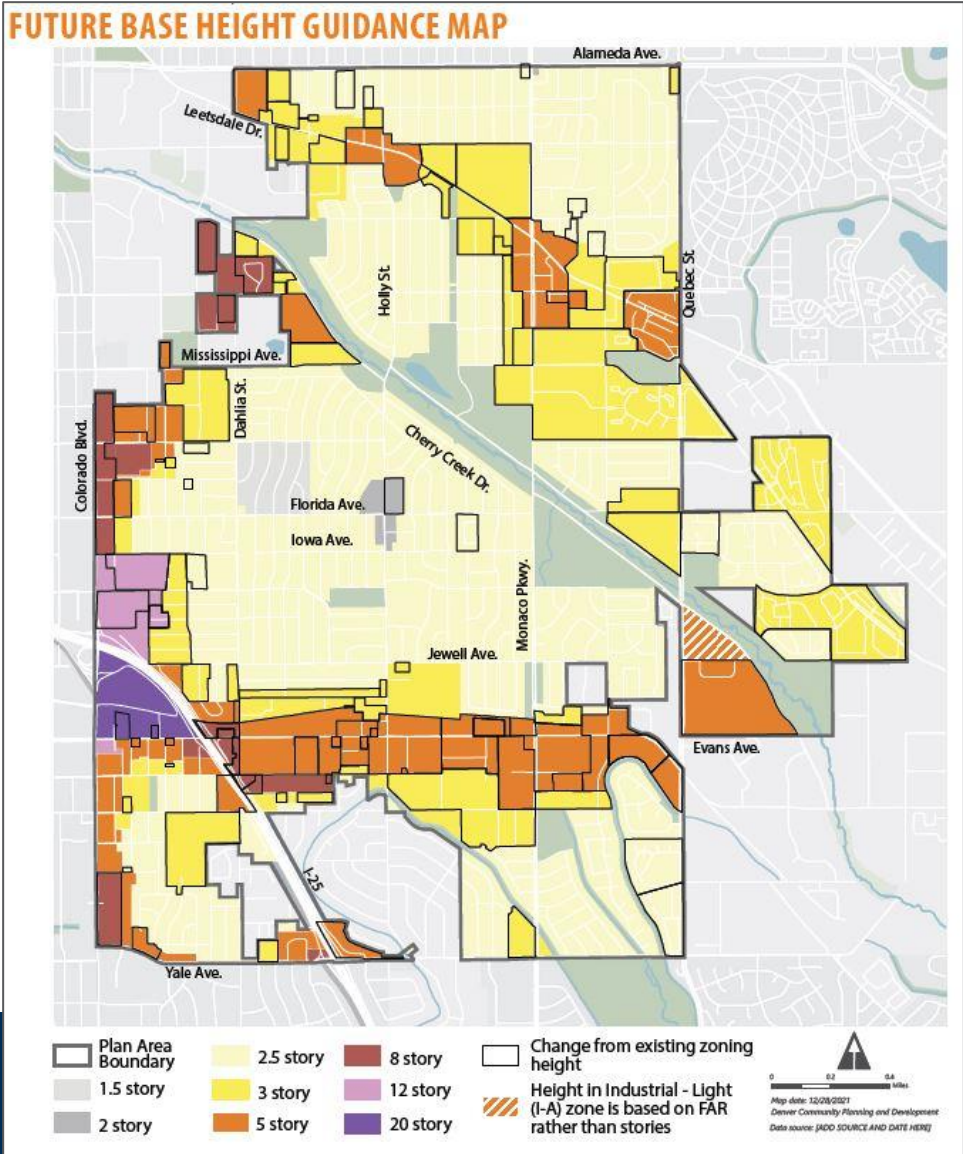 FUTURE BASE HEIGHT GUIDANCE MAP
Alameda Ave.
Leetsdale Dr.
Holly St.
Quebec St.
Mississippi Ave.
Dahlia St.
Colorado Blvd.
Cherry Creek Dr.
Florida Ave.
Iowa Ave.
Monaco Pkwy.
Jewell Ave.
Evans Ave.
I-25
Yale Ave.
Plan Area
Boundary
1.5 story
2 story
2.5 story
3 story
5 story
8 story
12 story
20 story
Change from existing zoning
height
Height in Industrial - Light
(I-A) zone is based on FAR
rather than stories
0 0.2 0.4
Miles
Map date: 12/28/2021
Denver Community Planning and Development
Data source: [ADD SOURCE AND DATE HERE]